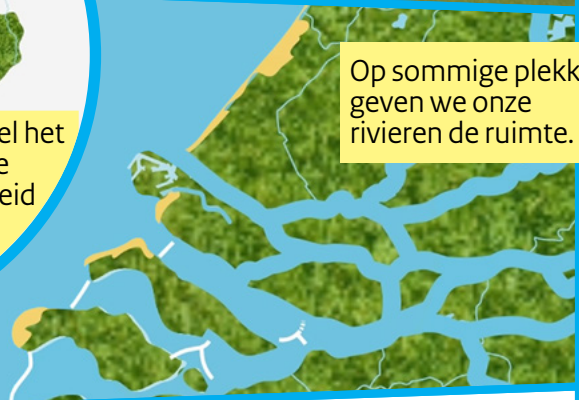 el het
e
eid
Op sommige plekk
geven we onze
rivieren de ruimte.